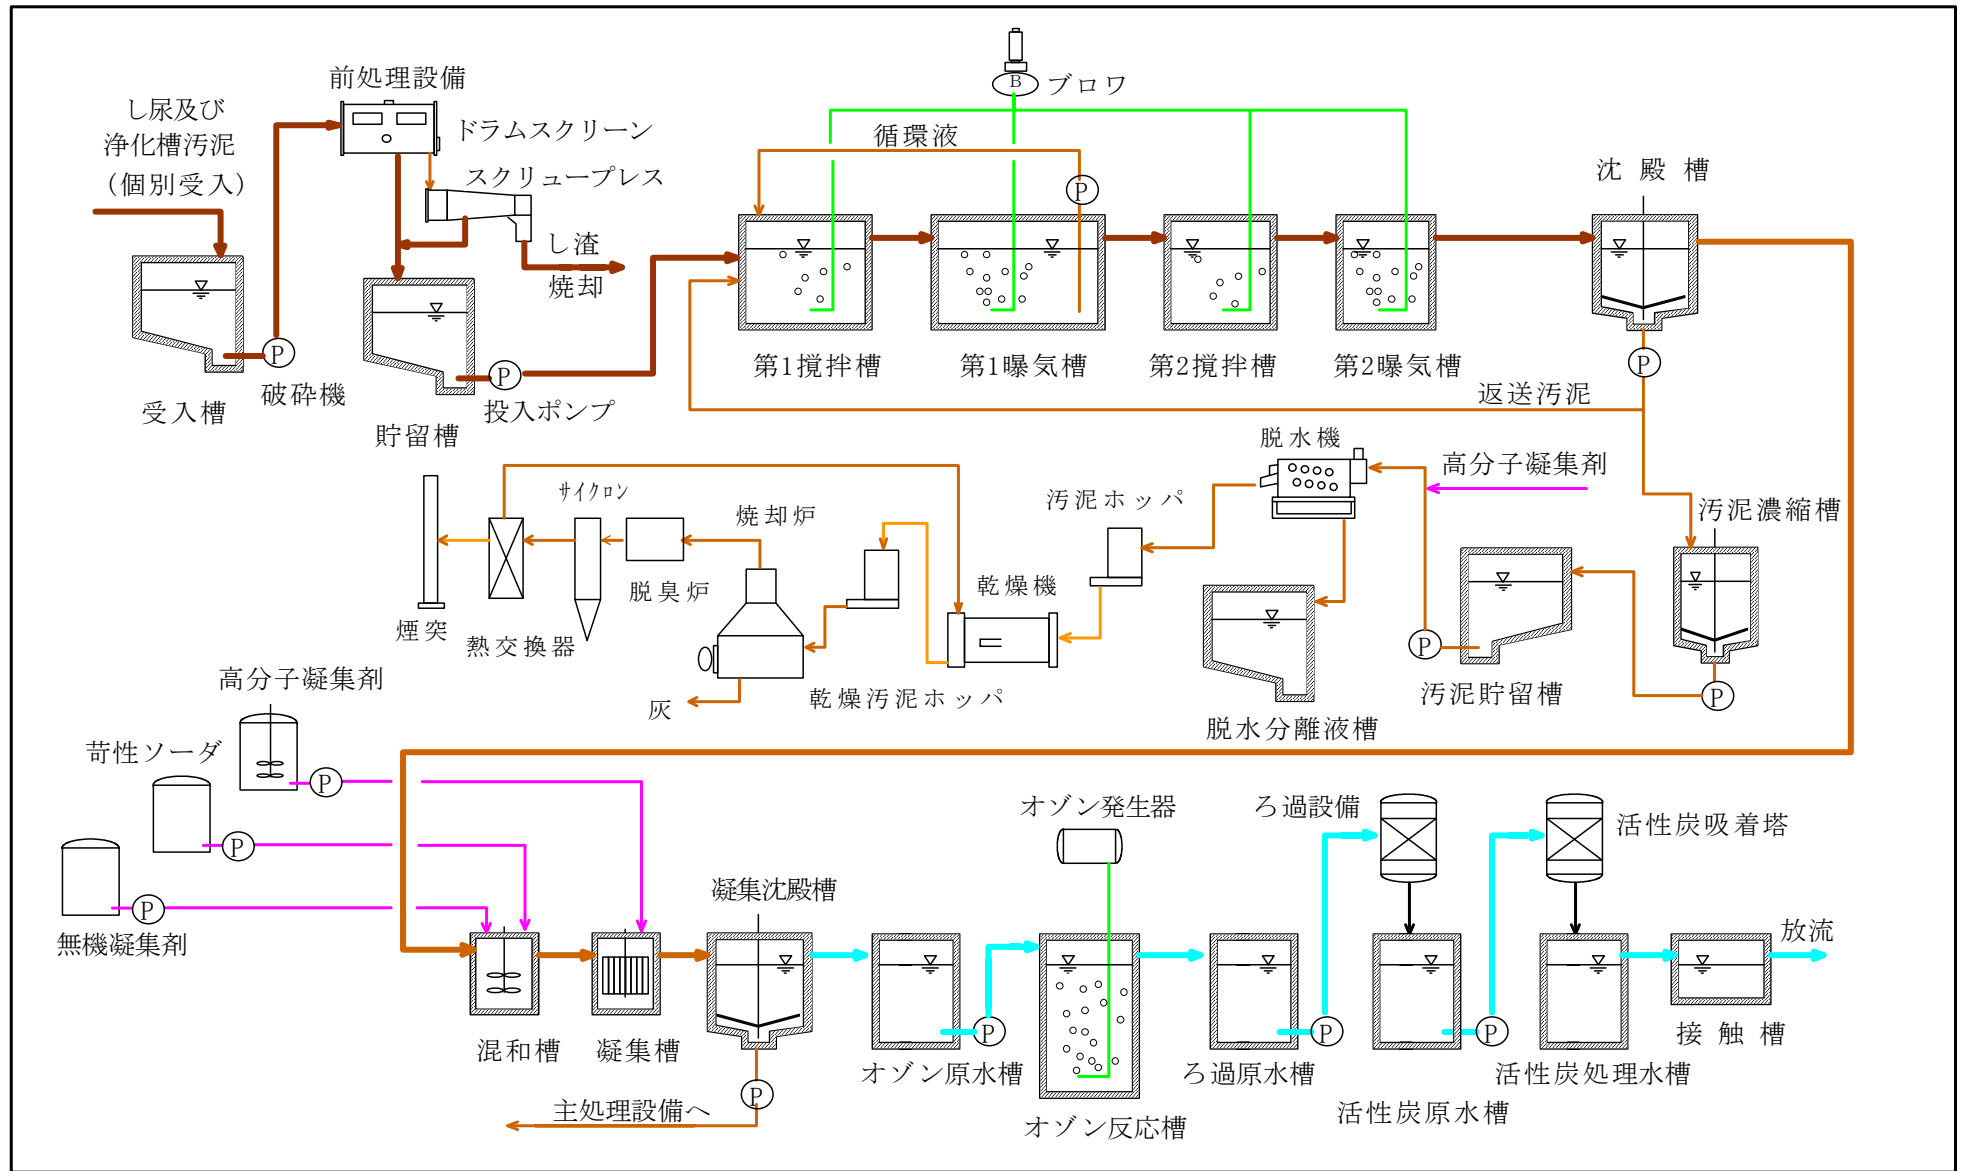 し尿及び
浄化槽汚泥
（個別受入）
前処理設備
ドラムスクリーン
スクリュープレス
し渣
焼却
受入槽
P
破砕機
貯留槽
P
投入ポンプ
B
ブロワ
循環液
P
第1撹拌槽
第1曝気槽
第2撹拌槽
第2曝気槽
沈殿槽
P
返送汚泥
脱水機
高分子凝集剤
汚泥濃縮槽
P
汚泥貯留槽
P
脱水分離液槽
汚泥ホッパ
乾燥機
乾燥汚泥ホッパ
焼却炉
灰
脱臭炉
サイクロン
熱交換器
煙突
高分子凝集剤
P
苛性ソーダ
P
無機凝集剤
P
混和槽
凝集槽
凝集沈殿槽
P
主処理設備へ
オゾン原水槽
P
オゾン発生器
オゾン反応槽
ろ過原水槽
P
ろ過設備
活性炭原水槽
P
活性炭吸着塔
活性炭処理水槽
接触槽
放流